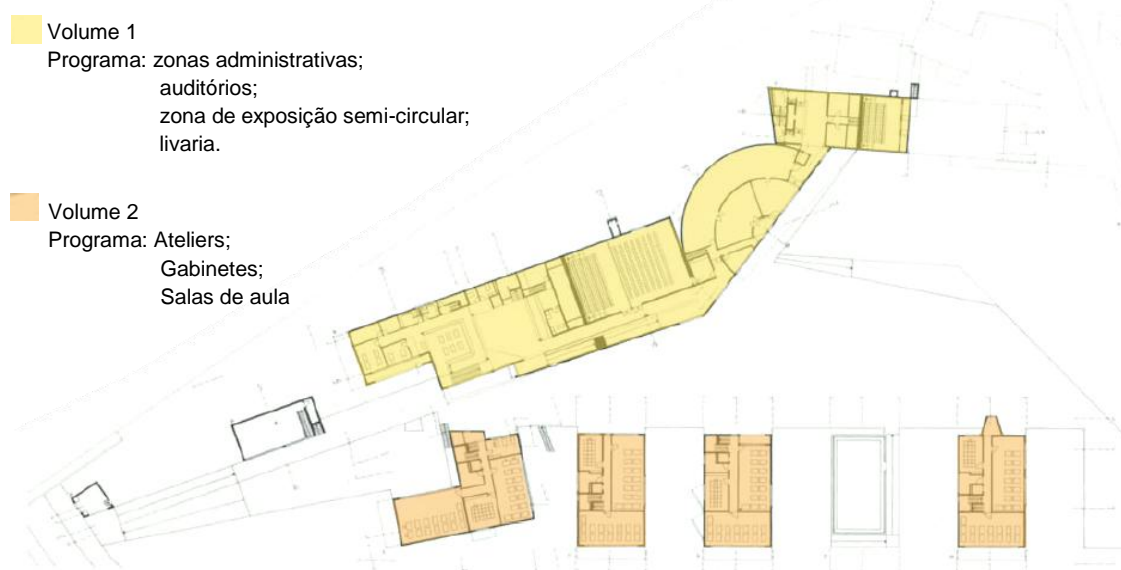 Volume 1
Programa: zonas administrativas;
auditórios;
zona de exposição semi-circular;
livaria.
Volume 2
Programa: Ateliers;
Gabinetes;
Salas de aula